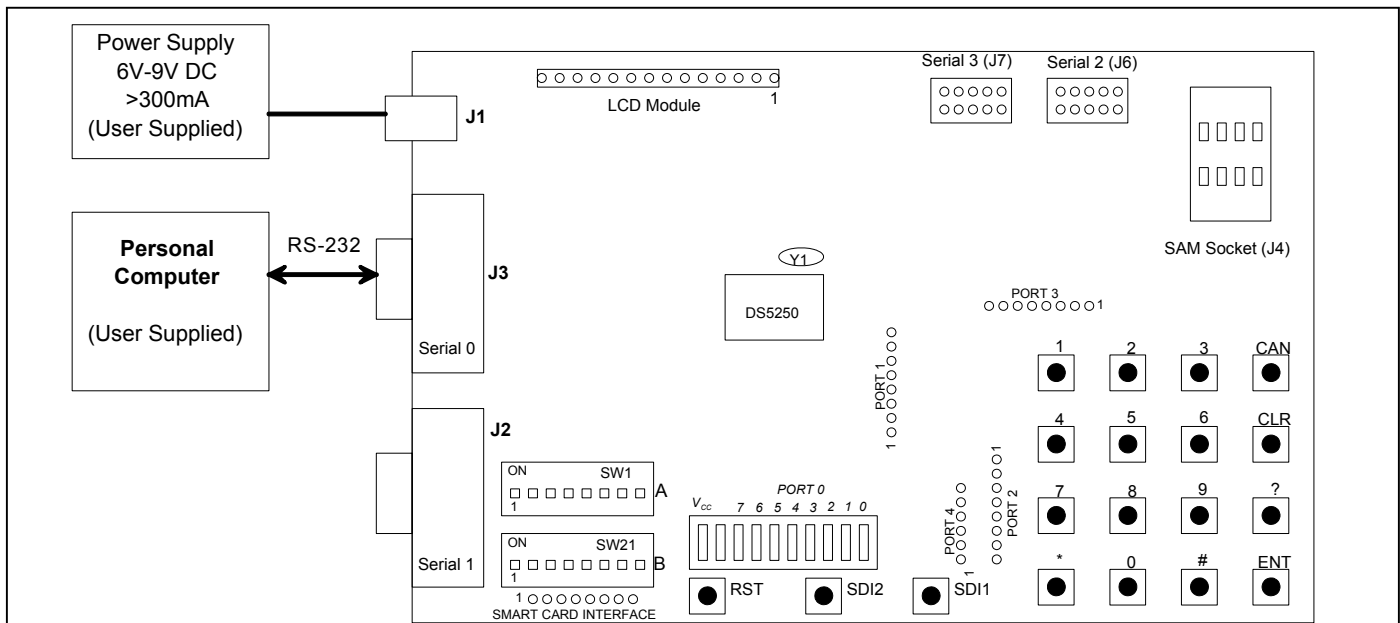 Power Supply
6V-9V DC
>300mA
(User Supplied)
J1
LCD Module
1
Serial 3 (J7)
Serial 2 (J6)
SAM Socket (J4)
Personal
Computer
(User Supplied)
RS-232
J3
Serial 0
Y1
DS5250
PORT 3
1
PORT 1
1
J2
Serial 1
ON
SW1
1
A
ON
SW21
1
B
1
SMART CARD INTERFACE
PORT 0
VCC 7 6 5 4 3 2 1 0
RST
SDI2
SDI1
PORT 4
1
PORT 2
1
1 2 3 CAN
4 5 6 CLR
7 8 9 ?
* 0 # ENT